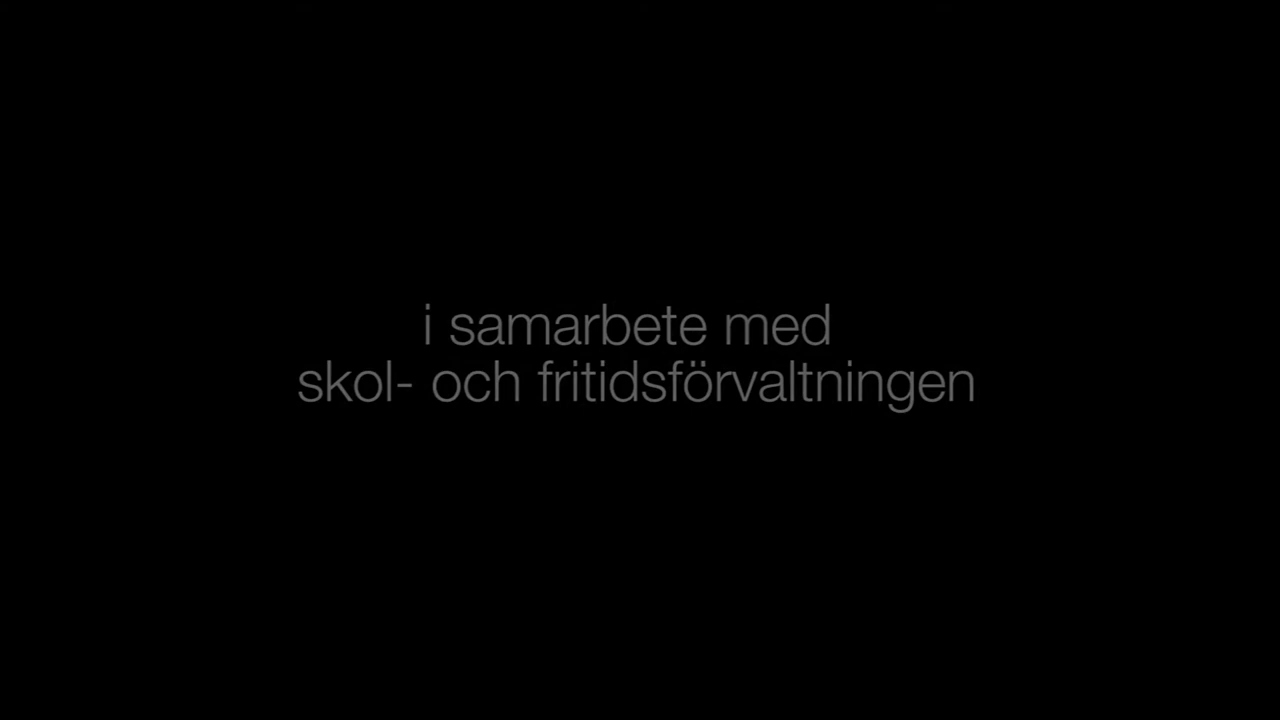 i samarbete med
skol- och fritidsförvaltningen